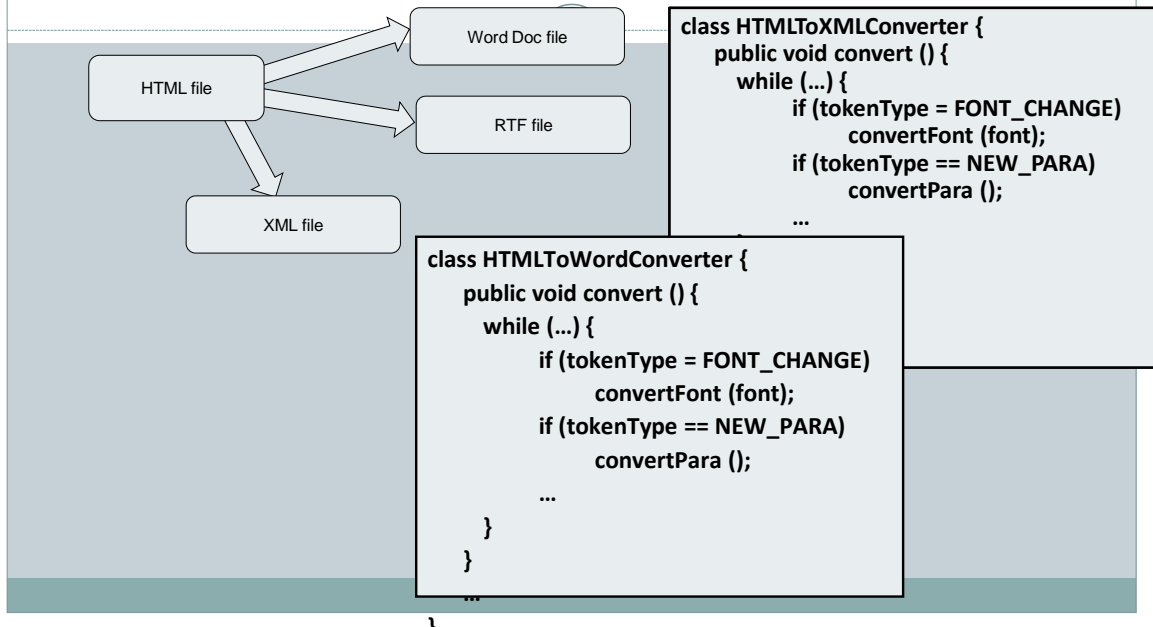 HTML file
Word Doc file
RTF file
XML file
class HTMLToXMLConverter {
public void convert () {
while (…) {
if (tokenType = FONT_CHANGE)
convertFont (font);
if (tokenType == NEW_PARA)
convertPara ();
…
class HTMLToWordConverter {
public void convert () {
while (…) {
if (tokenType = FONT_CHANGE)
convertFont (font);
if (tokenType == NEW_PARA)
convertPara ();
…
}
}
…
}